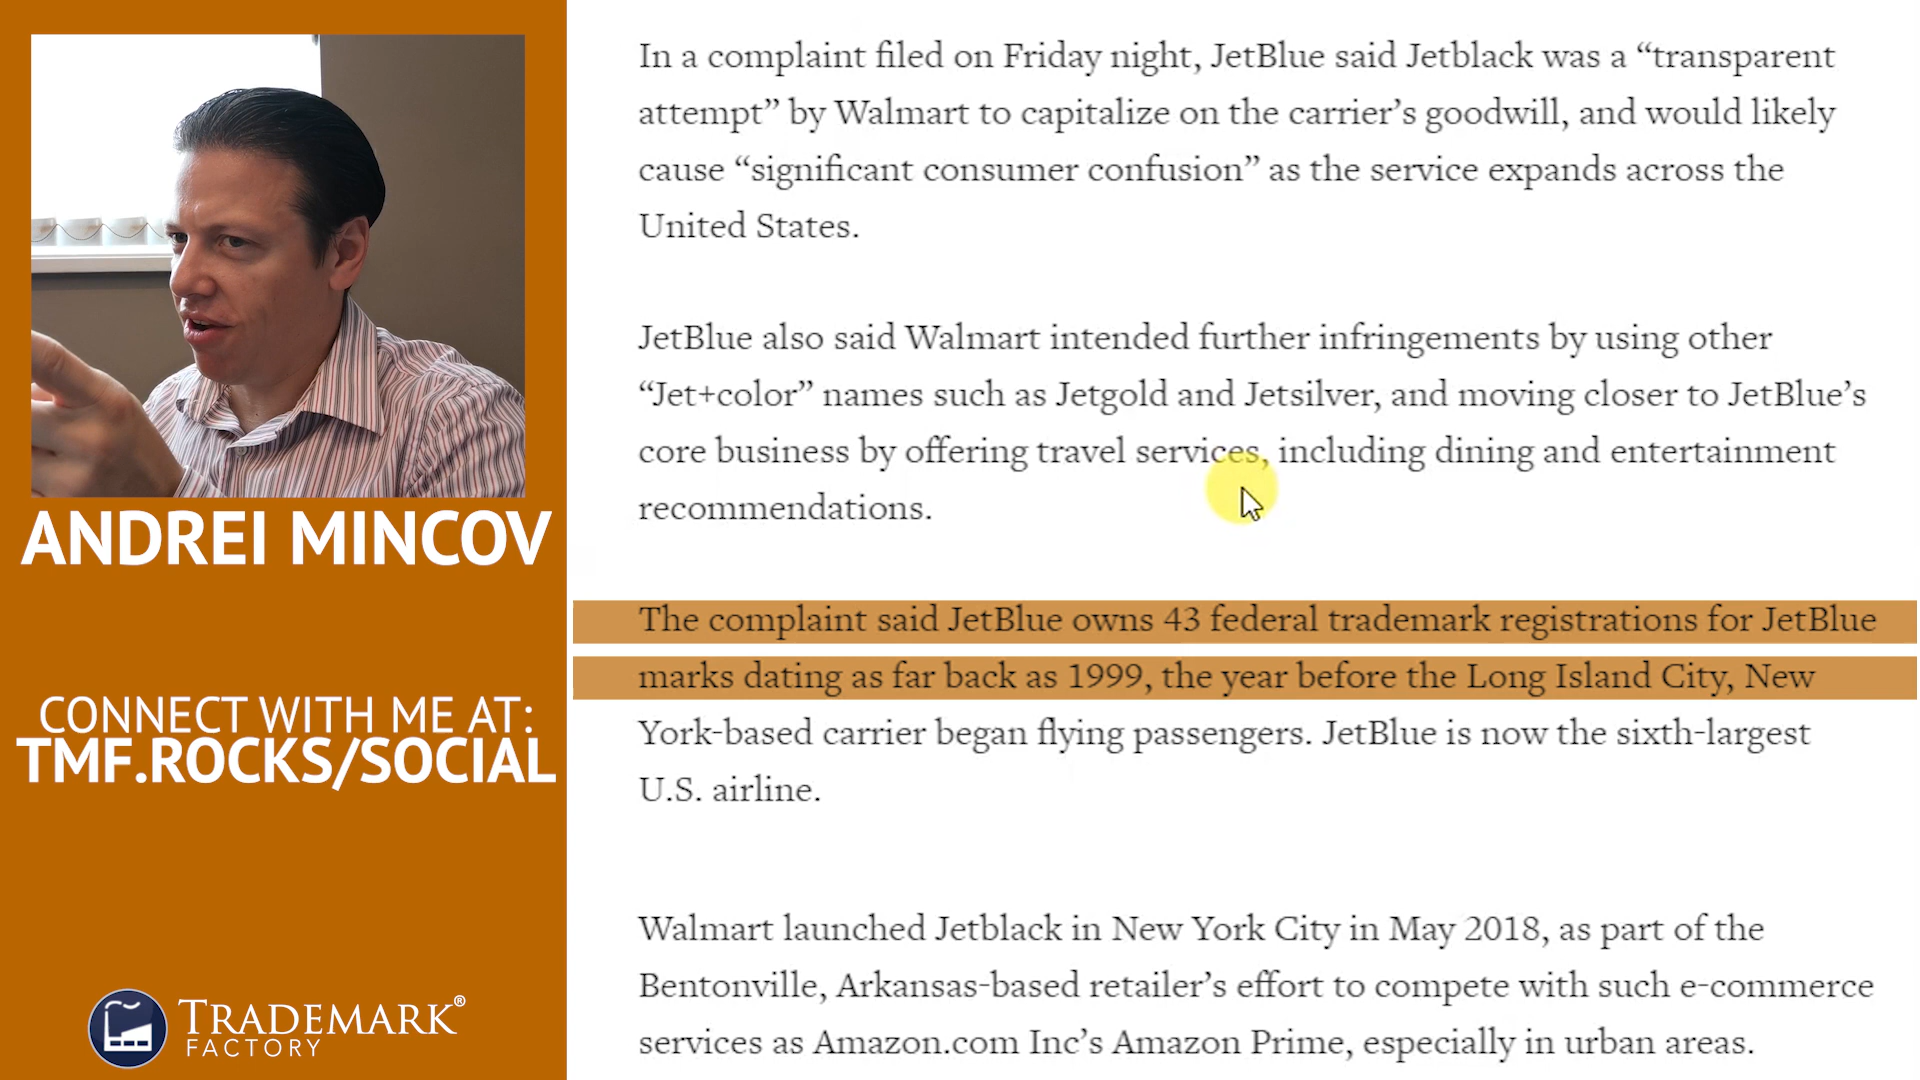 ANDREI MINCOV
CONNECT WITH ME AT:
TMF.ROCKS/SOCIAL
TRADEMARK®
FACTORY
In a complaint filed on Friday night, JetBlue said Jetblack was a “transparent
attempt” by Walmart to capitalize on the carrier’s goodwill, and would likely
cause “significant consumer confusion” as the service expands across the
United States.
JetBlue also said Walmart intended further infringements by using other
“Jet+color” names such as Jetgold and Jetsilver, and moving closer to JetBlue’s
core business by offering travel services, including dining and entertainment
recommendations.
The complaint said JetBlue owns 43 federal trademark registrations for JetBlue
marks dating as far back as 1999, the year before the Long Island City, New
York-based carrier began flying passengers. JetBlue is now the sixth-largest
U.S. airline.
Walmart launched Jetblack in New York City in May 2018, as part of the
Bentonville, Arkansas-based retailer’s effort to compete with such e-commerce
services as Amazon.com Inc’s Amazon Prime, especially in urban areas.